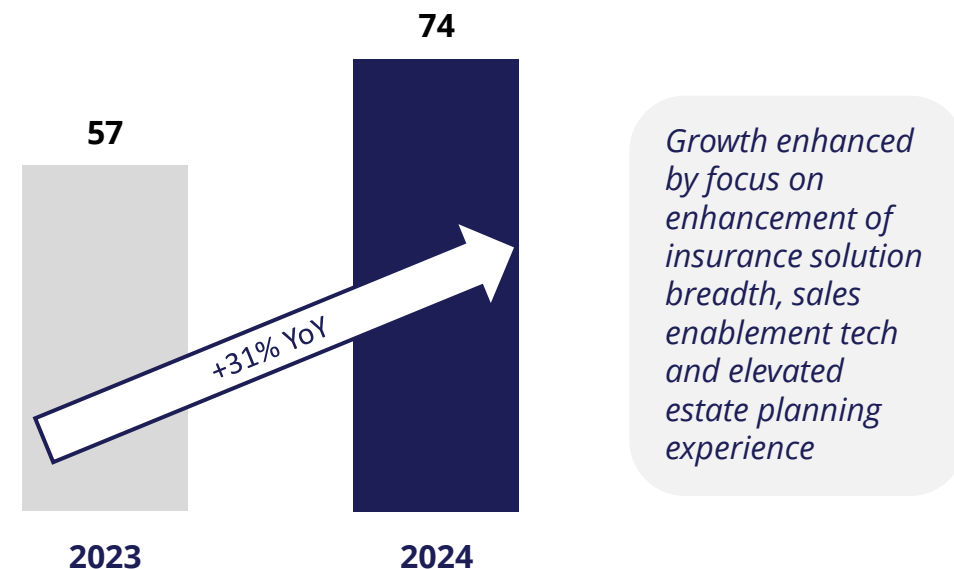 74
57
+31% YoY
2023
2024
Growth enhanced
by focus on
enhancement of
insurance solution
breadth, sales
enablement tech
and elevated
estate planning
experience